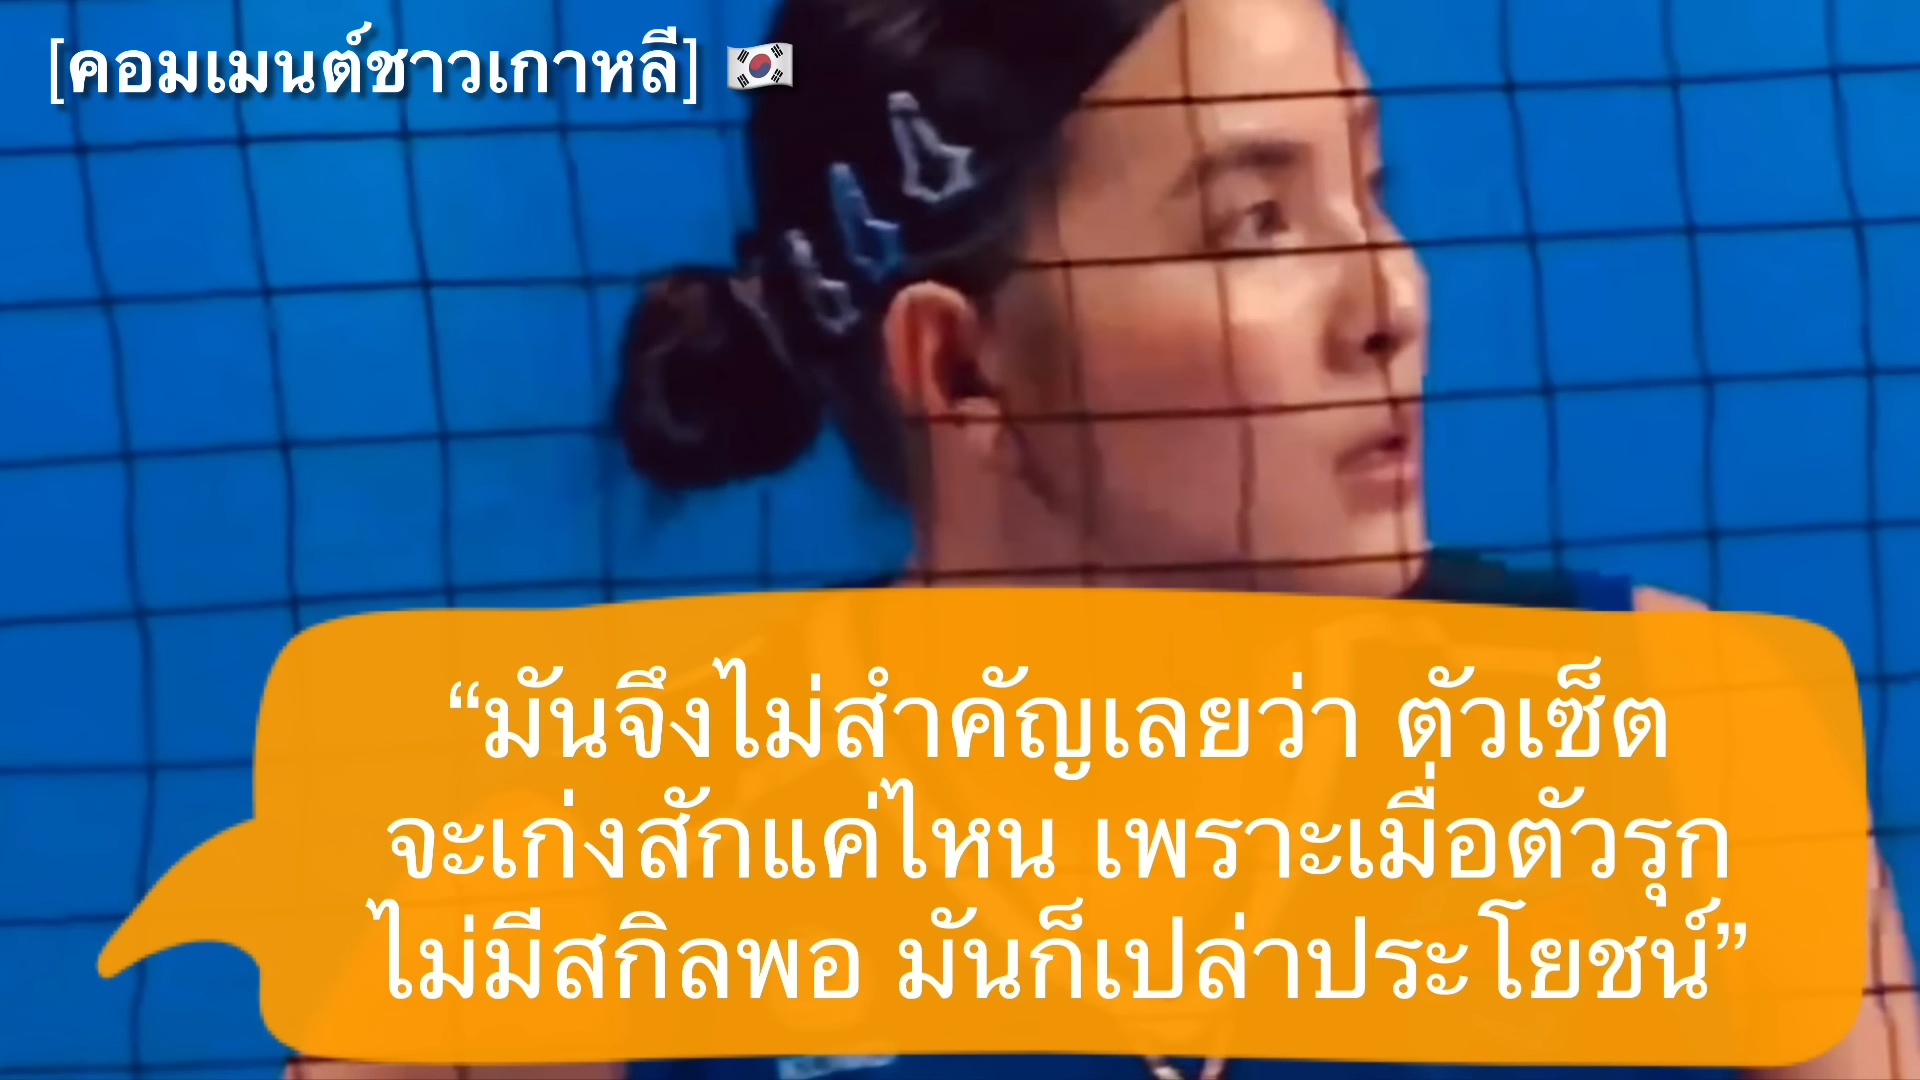 [คอมเมนต์ชาวเกาหลี] 🇰🇷
“มันจึงไม่สำคัญเลยว่า ตัวเซ็ต
จะเก่งสักแค่ไหน เพราะเมื่อตัวรุก
ไม่มีสกิลพอ มันก็เปล่าประโยชน์”